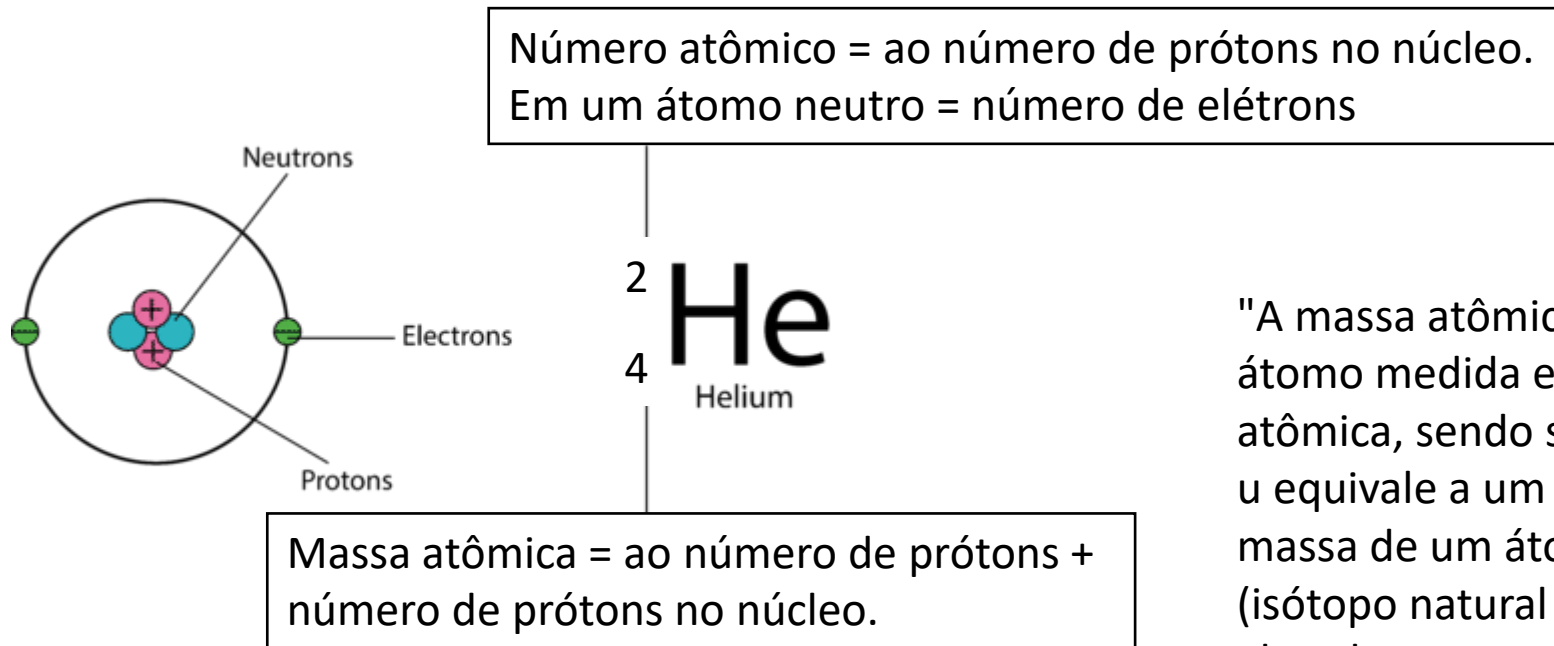 Número atômico = ao número de prótons no núcleo.
Em um átomo neutro = número de elétrons
Neutrons
Electrons
Protons
2
He
4
Helium
Massa atômica = ao número de prótons +
número de prótons no núcleo.
"A massa
átomo medida
atômica, sendo
u equivale a um
massa de um
(isótopo natural